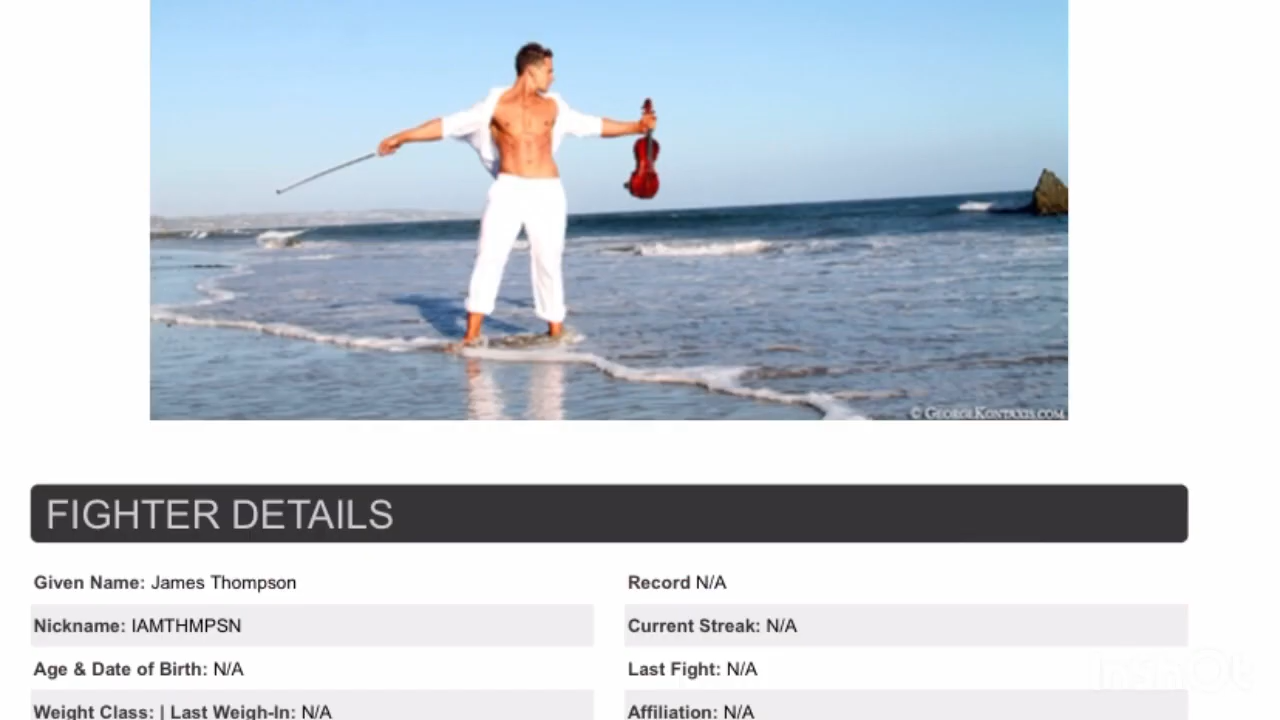 © GEORGEKONTAXIS.COM
FIGHTER DETAILS
Given Name: James Thompson
Record N/A
Nickname: IAMTHMPSN
Current Streak: N/A
Age & Date of Birth: N/A
Last Fight: N/A
Weight Class: | Last Weigh-In: N/A
Affiliation: N/A
InShOt